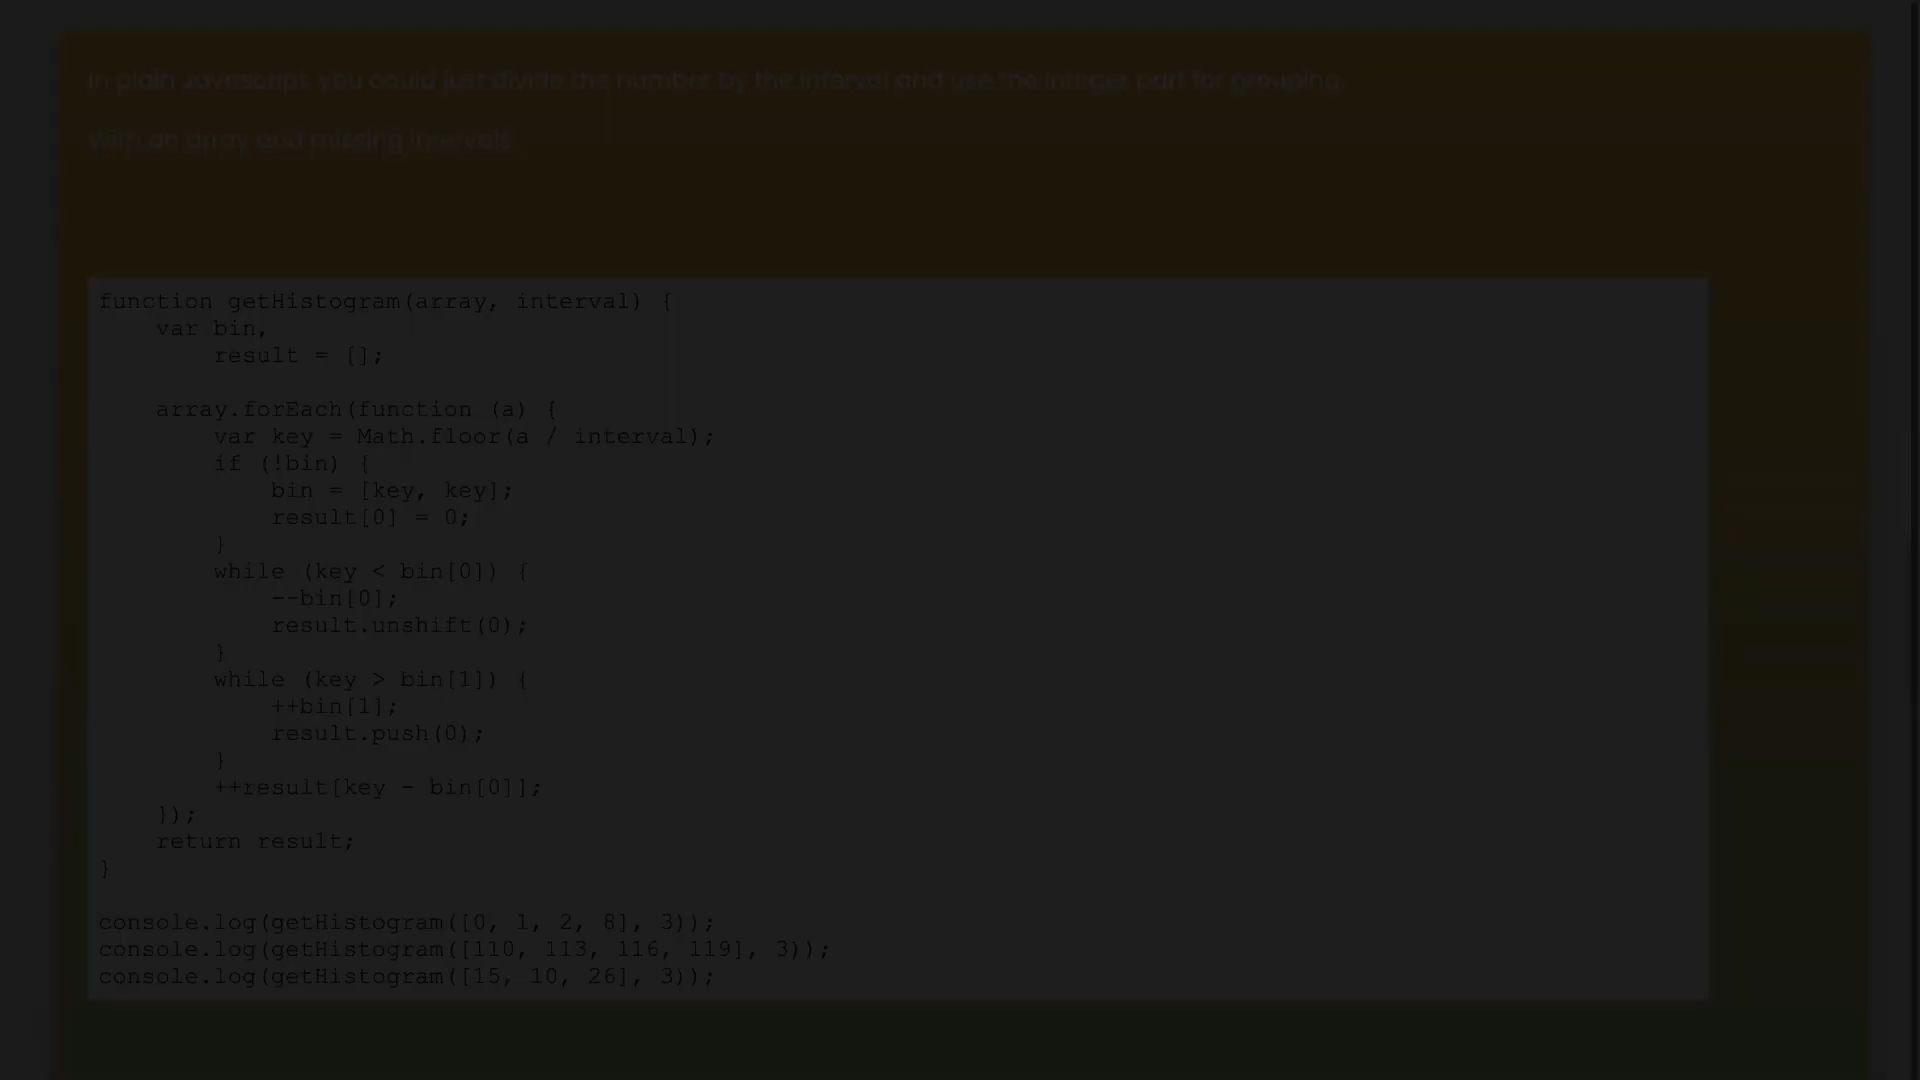 In plain Javascript, you could just divide the number by the interval and use the integer part for grouping.
With an array and missing intervals.
function getHistogram(array, interval) {
    var bin,
        result = [];
    array.forEach(function (a) {
        var key = Math.floor(a / interval);
        if (!bin) {
            bin = [key, key];
            result[0] = 0;
        }
        while (key < bin[0]) {
            --bin[0];
            result.unshift(0);
        }
        while (key > bin[1]) {
            ++bin[1];
            result.push(0);
        }
        ++result[key - bin[0]];
    });
    return result;
}
console.log(getHistogram([0, 1, 2, 8], 3));
console.log(getHistogram([110, 113, 116, 119], 3));
console.log(getHistogram([15, 10, 26], 3));